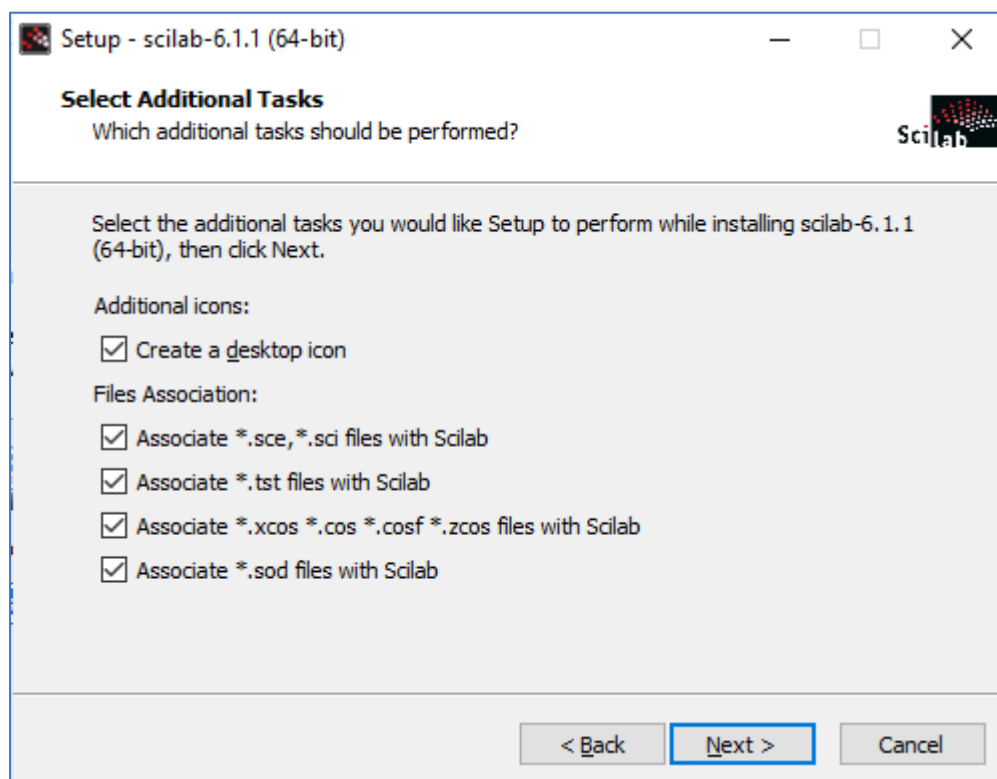 Setup - scilab-6.1.1 (64-bit)
Select Additional Tasks
Which additional tasks should be performed?
Scilab
Select the additional tasks you would like Setup to perform while installing scilab-6.1.1
(64-bit), then click Next.
Additional icons:
Create a desktop icon
Files Association:
Associate *.sce,*.sci files with Scilab
Associate *.tst files with Scilab
Associate *.xcos *.cos *.cosf *.zcos files with Scilab
Associate *.sod files with Scilab
< Back
Next >
Cancel